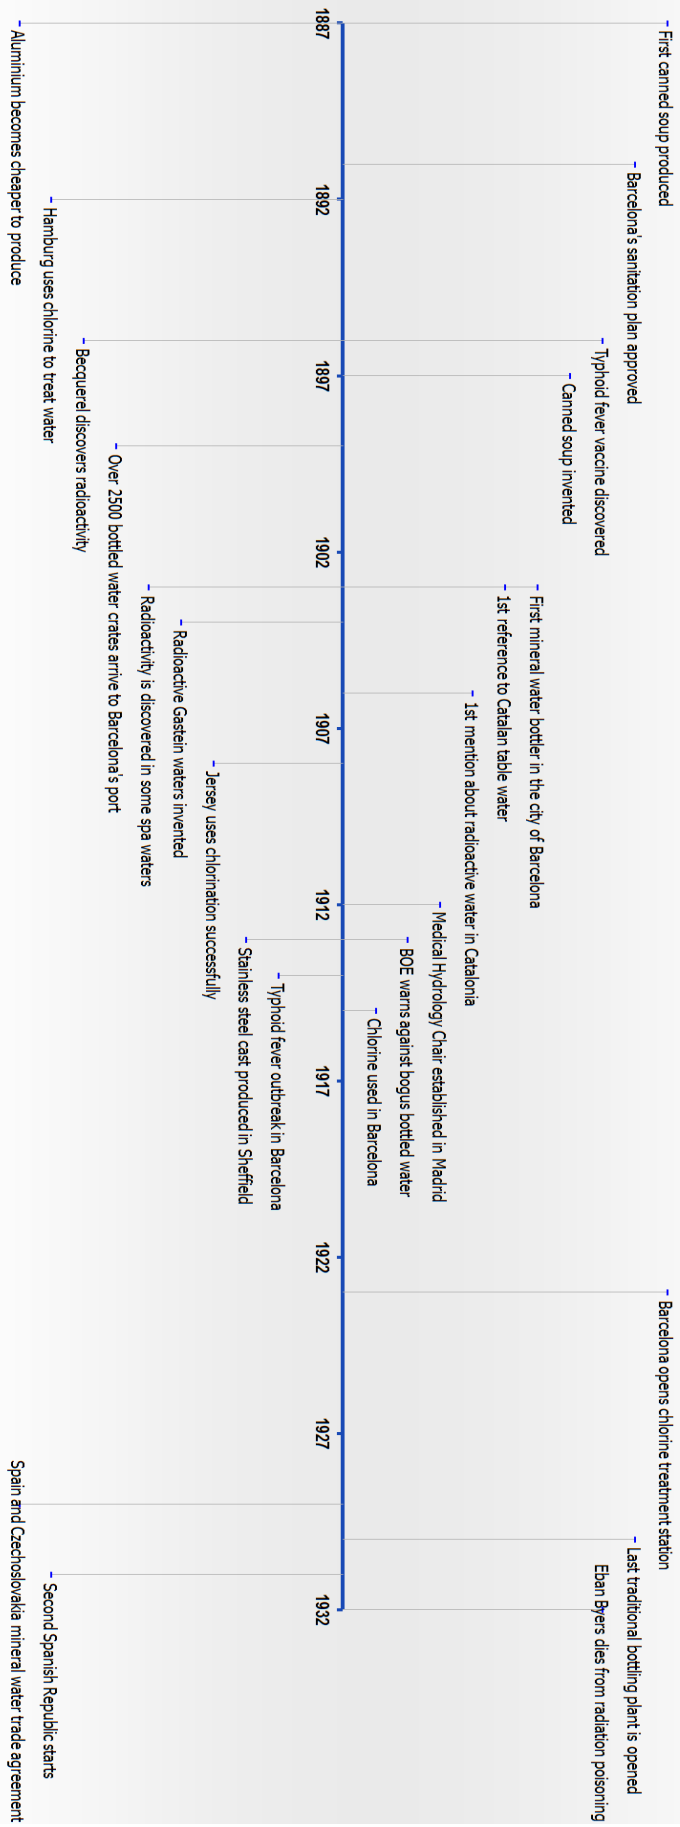 First canned soup produced
Barcelona's sanitation plan approved
Typhoid fever vaccine discovered
Canned soup invented
First mineral water bottler in the city of Barcelona
1st reference to Catalan table water
1st mention about radioactive water in Catalonia
Medical Hydrology Chair established in Madrid
BOE warns against bogus bottled water
Chlorine used in Barcelona
Barcelona opens chlorine treatment station
Last traditional bottling plant is opened
Eban Byers dies from radiation poisoning
1887
1892
1897
1902
1907
1912
1917
1922
1927
1932
Typhoid fever outbreak in Barcelona
Stainless steel cast produced in Sheffield
Jersey uses chlorination successfully
Radioactive Gastein waters invented
Radioactivity is discovered in some spa waters
Over 2500 bottled water crates arrive to Barcelona's port
Becquerel discovers radioactivity
Hamburg uses chlorine to treat water
Second Spanish Republic starts
Aluminium becomes cheaper to produce
Spain and Czechoslovakia mineral water trade agreement